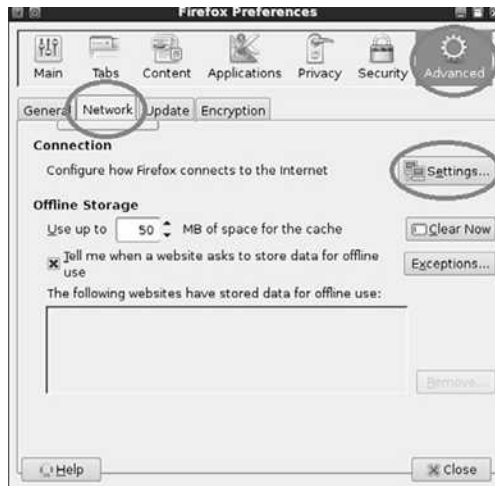 Firefox Preferences
Main Tabs Content Applications Privacy Security Advanced
General Network Update Encryption
Connection
Configure how Firefox connects to the Internet Settings...
Offline Storage
Use up to 50 MB of space for the cache Clear Now
Tell me when a website asks to store data for offline use Exceptions...
The following websites have stored data for offline use:
Remove...
Help Close